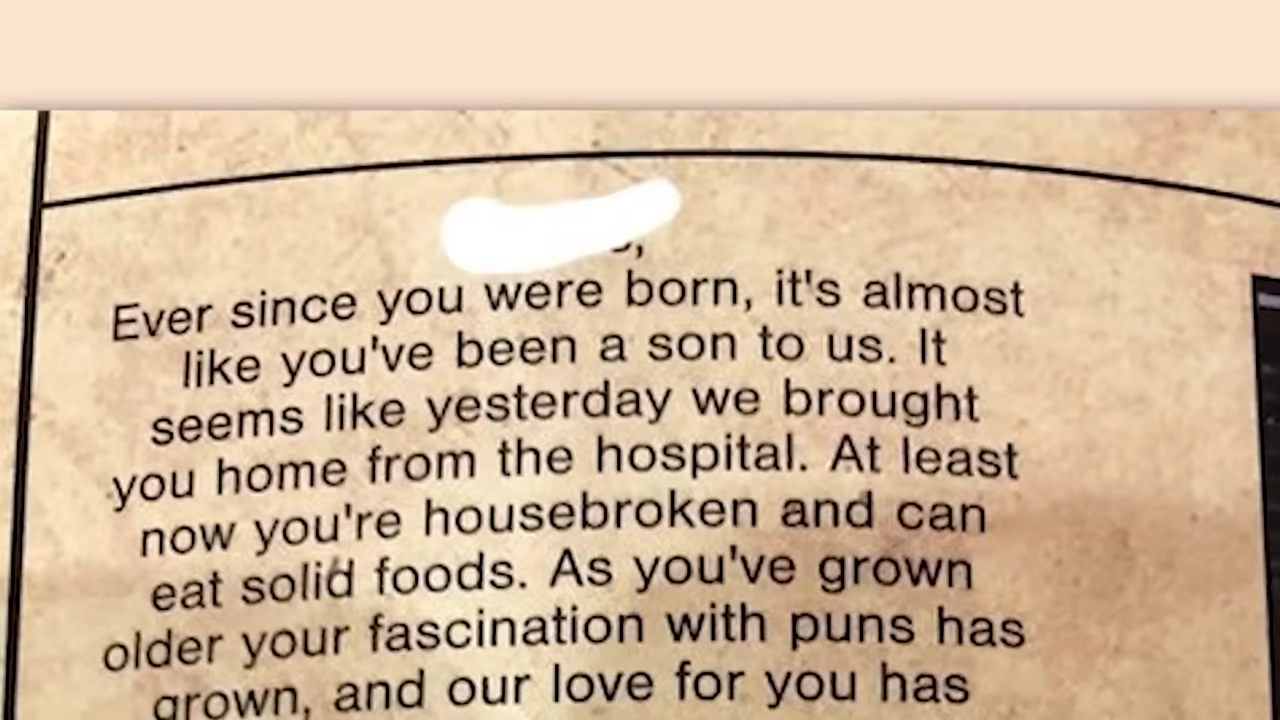 Ever since you were born, it's almost
like you've been a son to us. It
seems like yesterday we brought
you home from the hospital. At least
now you're housebroken and can
eat solid foods. As you've grown
older your fascination with puns has
grown, and our love for you has